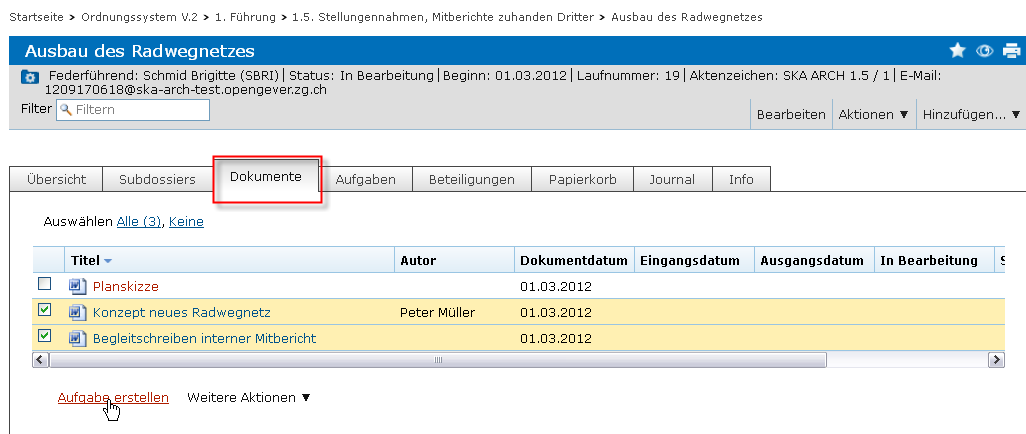 Startseite > Ordnungssystem V.2 > 1. Führung > 1.5. Stellungennahmen, Mitberichte zuhanden Dritter > Ausbau des Radwegnetzes
Ausbau des Radwegnetzes
Federführend: Schmid Brigitte (SBRI) | Status: In Bearbeitung | Beginn: 01.03.2012 | Laufnummer: 19 | Aktenzeichen: SKA ARCH 1.5 / 1 | E-Mail:
1209170618@ska-arch-test.opengever.zg.ch
Filter Filtern
Bearbeiten Aktionen ▼ Hinzufügen... ▼
Übersicht Subdossiers Dokumente Aufgaben Beteiligungen Papierkorb Journal Info
Auswählen Alle (3), Keine
Titel Autor Dokumentdatum Eingangsdatum Ausgangsdatum In Bearbeitung
Planskizze 01.03.2012
Konzept neues Radwegnetz Peter Müller 01.03.2012
Begleitschreiben interner Mitbericht 01.03.2012
Aufgabe erstellen Weitere Aktionen ▼